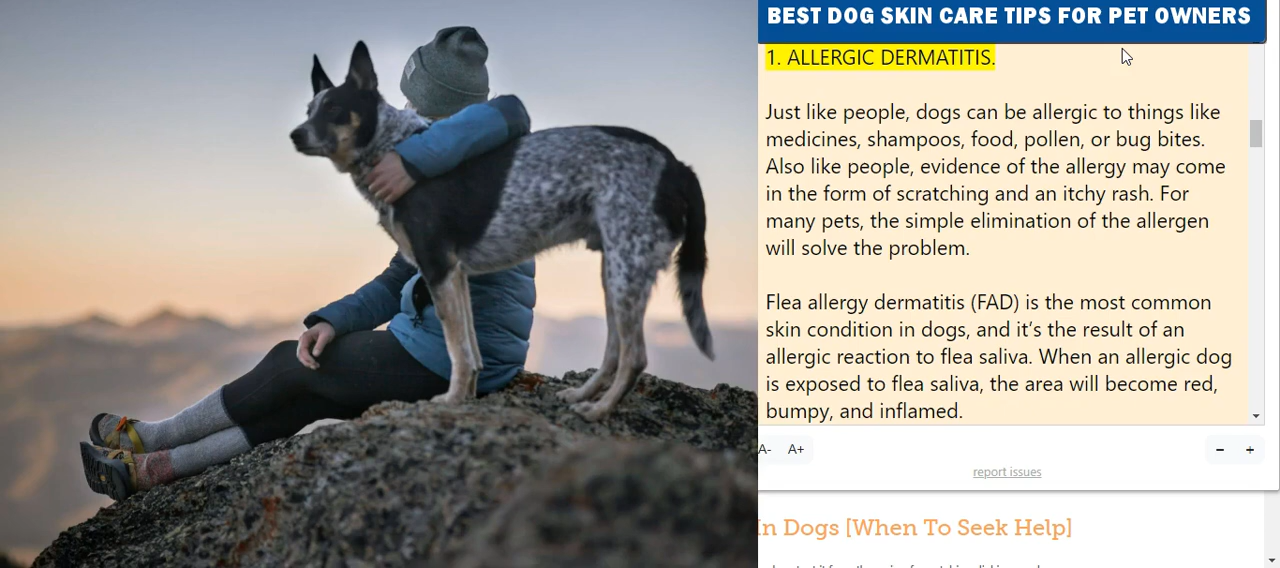 BEST DOG SKIN CARE TIPS FOR PET OWNERS
1. ALLERGIC DERMATITIS.
Just like people, dogs can be allergic to things like
medicines, shampoos, food, pollen, or bug bites.
Also like people, evidence of the allergy may come
in the form of scratching and an itchy rash. For
many pets, the simple elimination of the allergen
will solve the problem.
Flea allergy dermatitis (FAD) is the most common
skin condition in dogs, and it’s the result of an
allergic reaction to flea saliva. When an allergic dog
is exposed to flea saliva, the area will become red,
bumpy, and inflamed.
A- A+ − +
report issues
In Dogs [When To Seek Help]